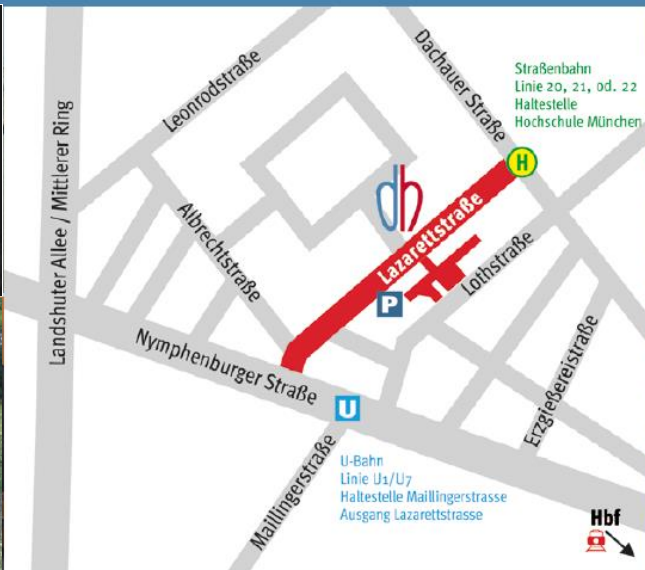 Leonrodstraße
Dachauer Straße
Straßenbahn
Linie 20, 21, od. 22
Haltestelle
Hochschule München
H
Landshuter Allee / Mittlerer Ring
Albrechtstraße
dh
Lazarettstraße
Lothstraße
P
Nymphenburger Straße
Erzgießereistraße
U
Maillingerstraße
U-Bahn
Linie U1/U7
Haltestelle Maillingerstrasse
Ausgang Lazarettstrasse
Hbf